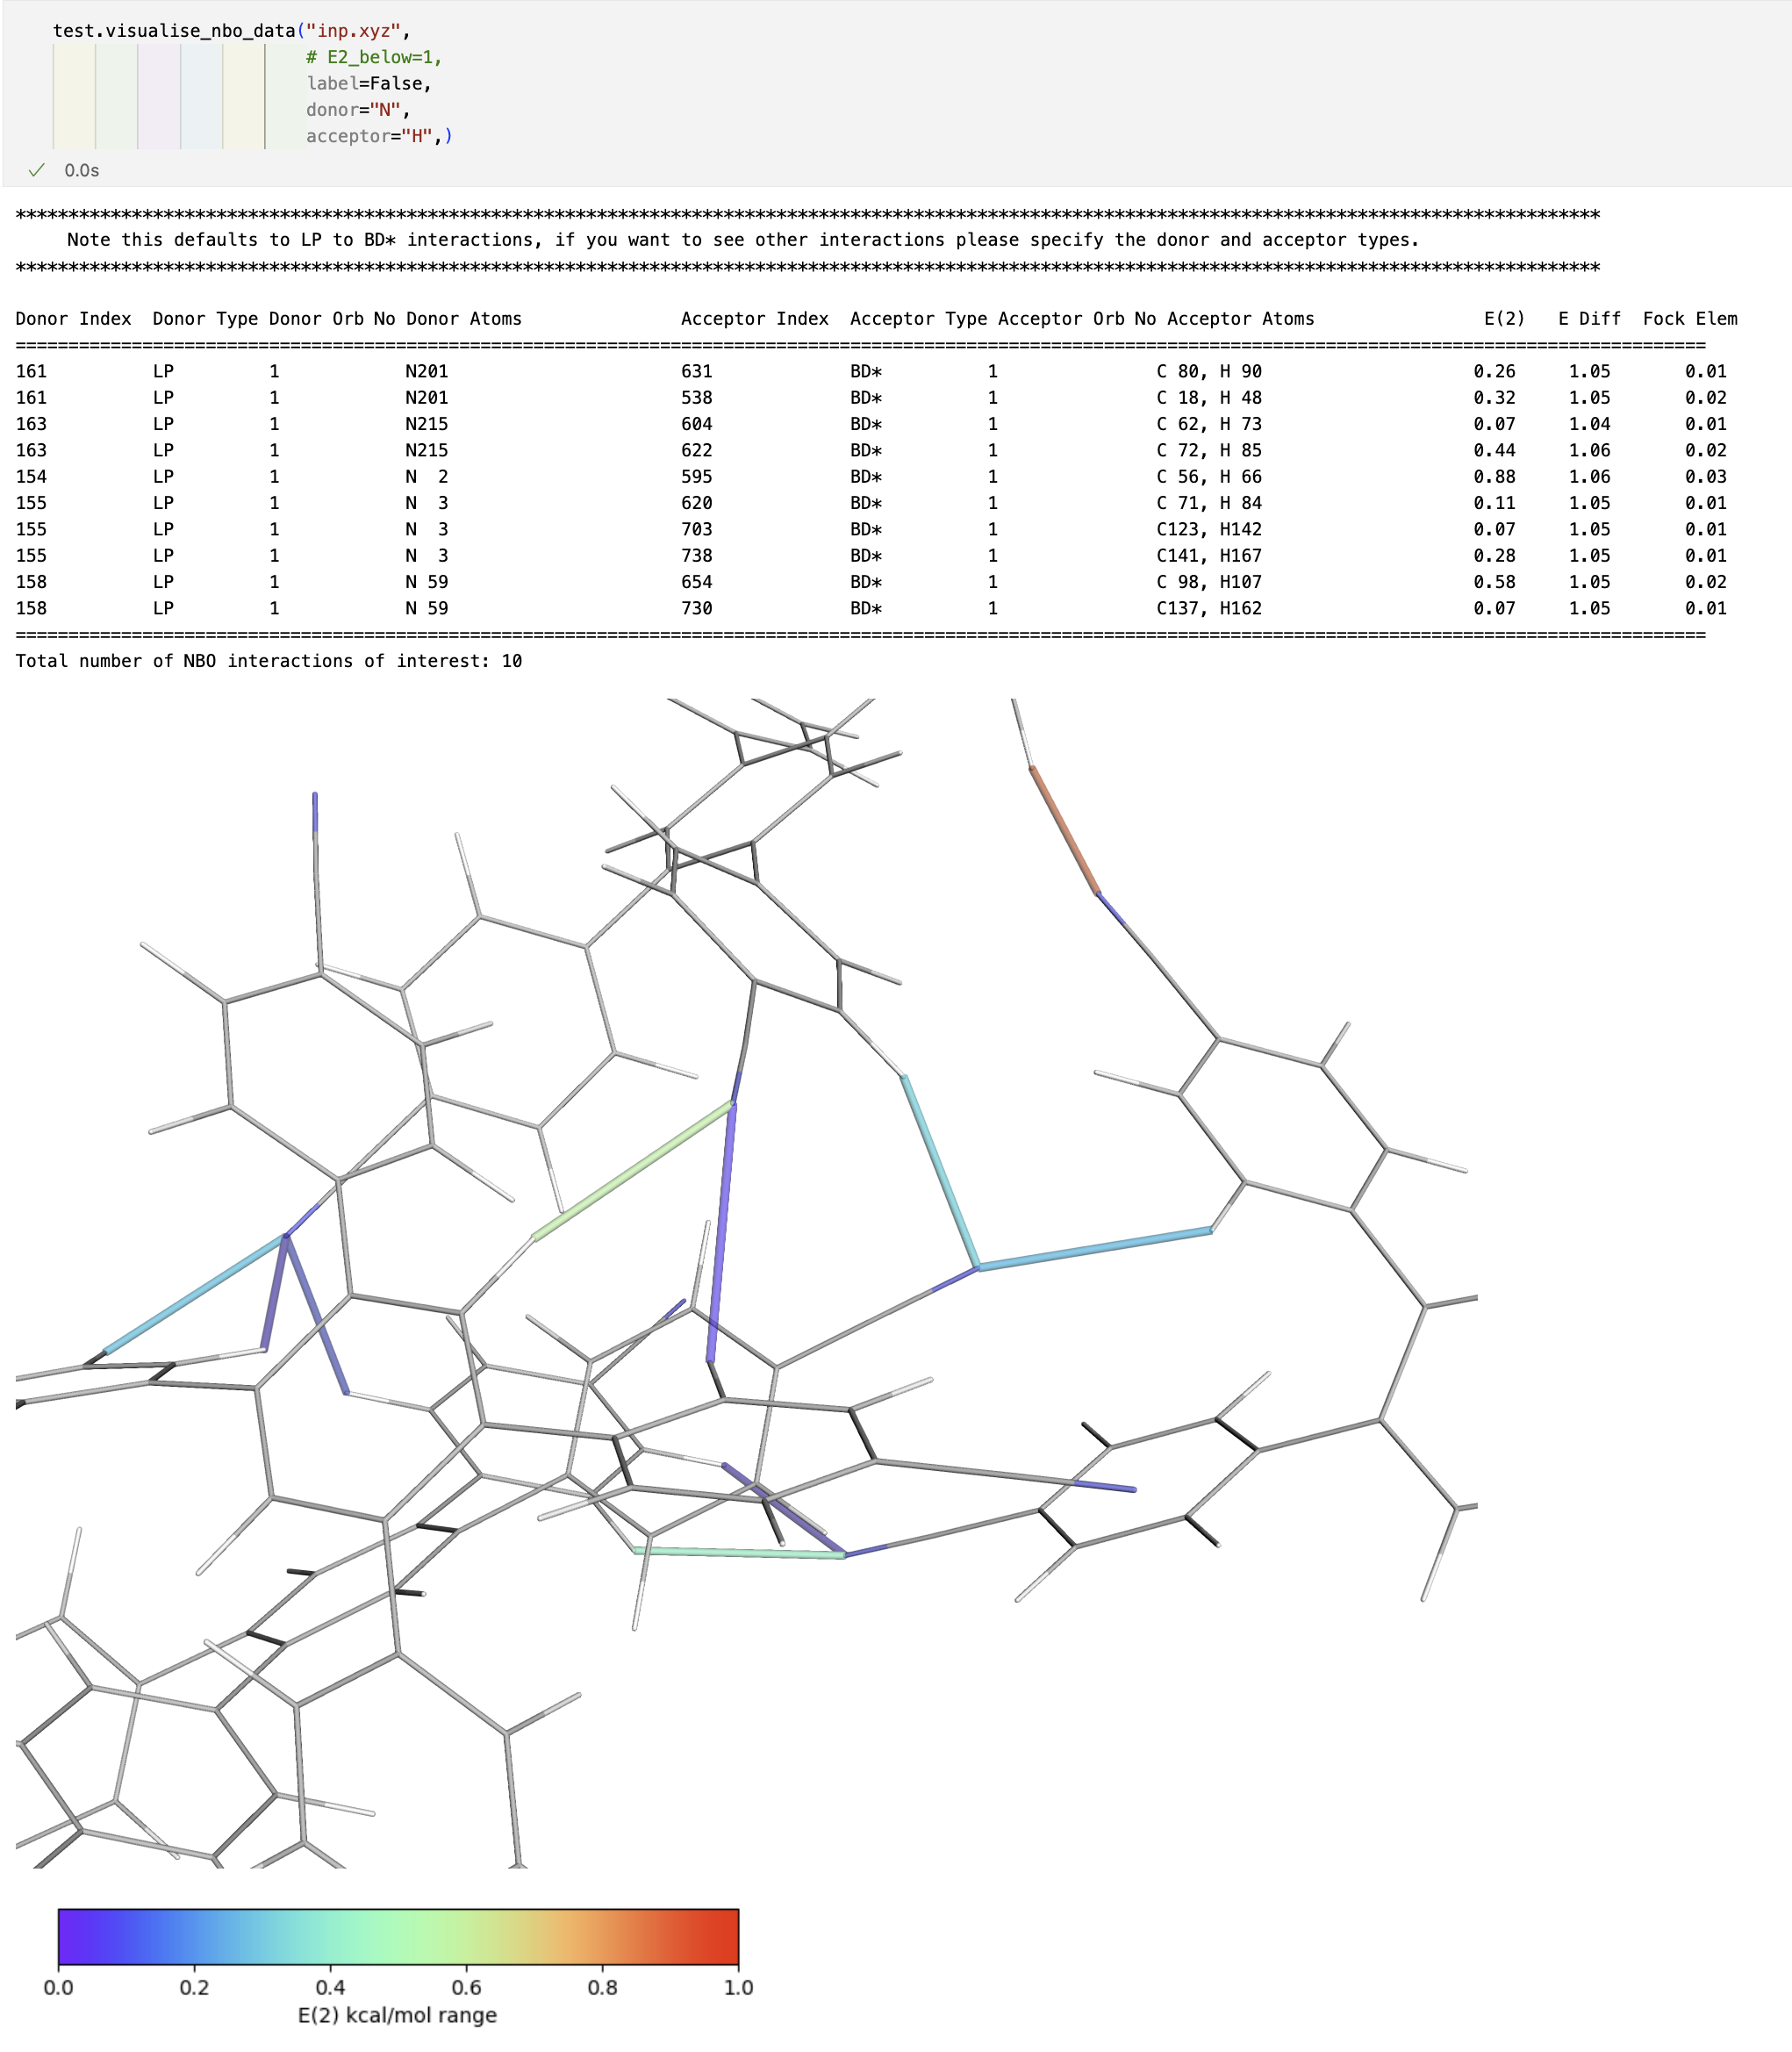 test.visualise_nbo_data("inp.xyz",
# E2_below=1,
label=False,
donor="N",
acceptor="H",)
0.0s
******************************************************************************************************************************************************
Note this defaults to LP to BD* interactions, if you want to see other interactions please specify the donor and acceptor types.
******************************************************************************************************************************************************
Donor Index Donor Type Donor Orb No Donor Atoms Acceptor Index Acceptor Type Acceptor Orb No Acceptor Atoms E(2) E Diff Fock Elem
================================================================================================================================================================
161 LP 1 N201 631 BD* 1 C 80, H 90 0.26 1.05 0.01
161 LP 1 N201 538 BD* 1 C 18, H 48 0.32 1.05 0.02
163 LP 1 N215 604 BD* 1 C 62, H 73 0.07 1.04 0.01
163 LP 1 N215 622 BD* 1 C 72, H 85 0.44 1.06 0.02
154 LP 1 N 2 595 BD* 1 C 56, H 66 0.88 1.06 0.03
155 LP 1 N 3 620 BD* 1 C 71, H 84 0.11 1.05 0.01
155 LP 1 N 3 703 BD* 1 C123, H142 0.07 1.05 0.01
155 LP 1 N 3 738 BD* 1 C141, H167 0.28 1.05 0.01
158 LP 1 N 59 654 BD* 1 C 98, H107 0.58 1.05 0.02
158 LP 1 N 59 730 BD* 1 C137, H162 0.07 1.05 0.01
================================================================================================================================================================
Total number of NBO interactions of interest: 10
0.0 0.2 0.4 0.6 0.8 1.0
E(2) kcal/mol range